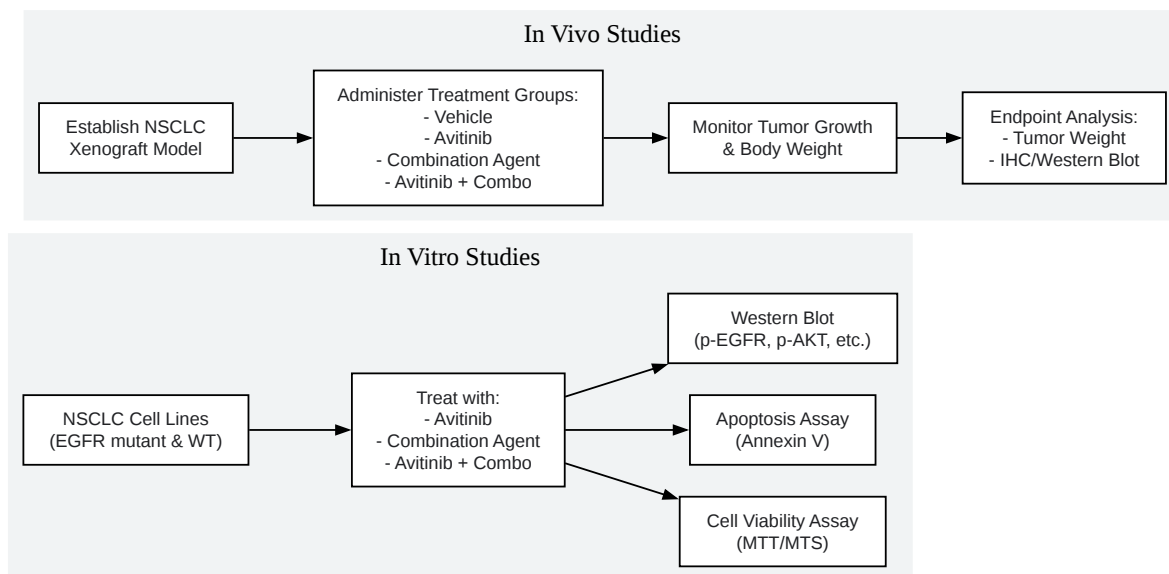 In Vivo Studies
Establish NSCLC
Xenograft Model
Administer Treatment Groups:
- Vehicle
- Avitinib
- Combination Agent
- Avitinib + Combo
Monitor Tumor Growth
& Body Weight
Endpoint Analysis:
- Tumor Weight
- IHC/Western Blot
In Vitro Studies
NSCLC Cell Lines
(EGFR mutant & WT)
Treat with:
- Avitinib
- Combination Agent
- Avitinib + Combo
Western Blot
(p-EGFR, p-AKT, etc.)
Apoptosis Assay
(Annexin V)
Cell Viability Assay
(MTT/MTS)